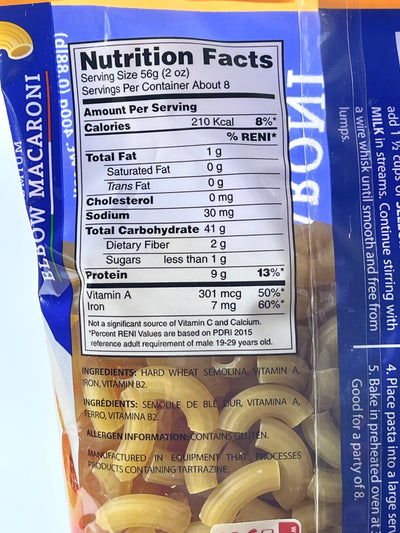 Nutrition Facts
Serving Size 56g (2 oz)
Servings Per Container About 8
Amount Per Serving
Calories 210 Kcal 8%*
% RENI*
Total Fat 1 g
Saturated Fat 0 g
Trans Fat 0 g
Cholesterol 0 mg
Sodium 30 mg
Total Carbohydrate 41 g
Dietary Fiber 2 g
Sugars less than 1 g
Protein 9 g 13%*
Vitamin A 301 mcg 50%*
Iron 7 mg 60%*
Not a significant source of Vitamin C and Calcium.
*Percent RENI Values are based on PDRI 2015
reference adult requirement of male 19-29 years old.
INGREDIENTS: HARD WHEAT SEMOLINA, VITAMIN A,
IRON, VITAMIN B2.
INGRÉDIENTS: SEMOULE DE BLÉ DUR, VITAMINA A,
FERRO, VITAMINA B2.
ALLERGEN INFORMATION: CONTAINS GLUTEN.
MANUFACTURED IN EQUIPMENT THAT PROCESSES
PRODUCTS CONTAINING TARTRAZINE.
ELBOW MACARONI
400g (0.88
RONI
add 1 ½ cups of
MILK in streams. Continue stirring with
a wire whisk until smooth and free from
lumps.
4. Place pasta into a large
5. Bake in preheated oven at
Good for a party of 8.